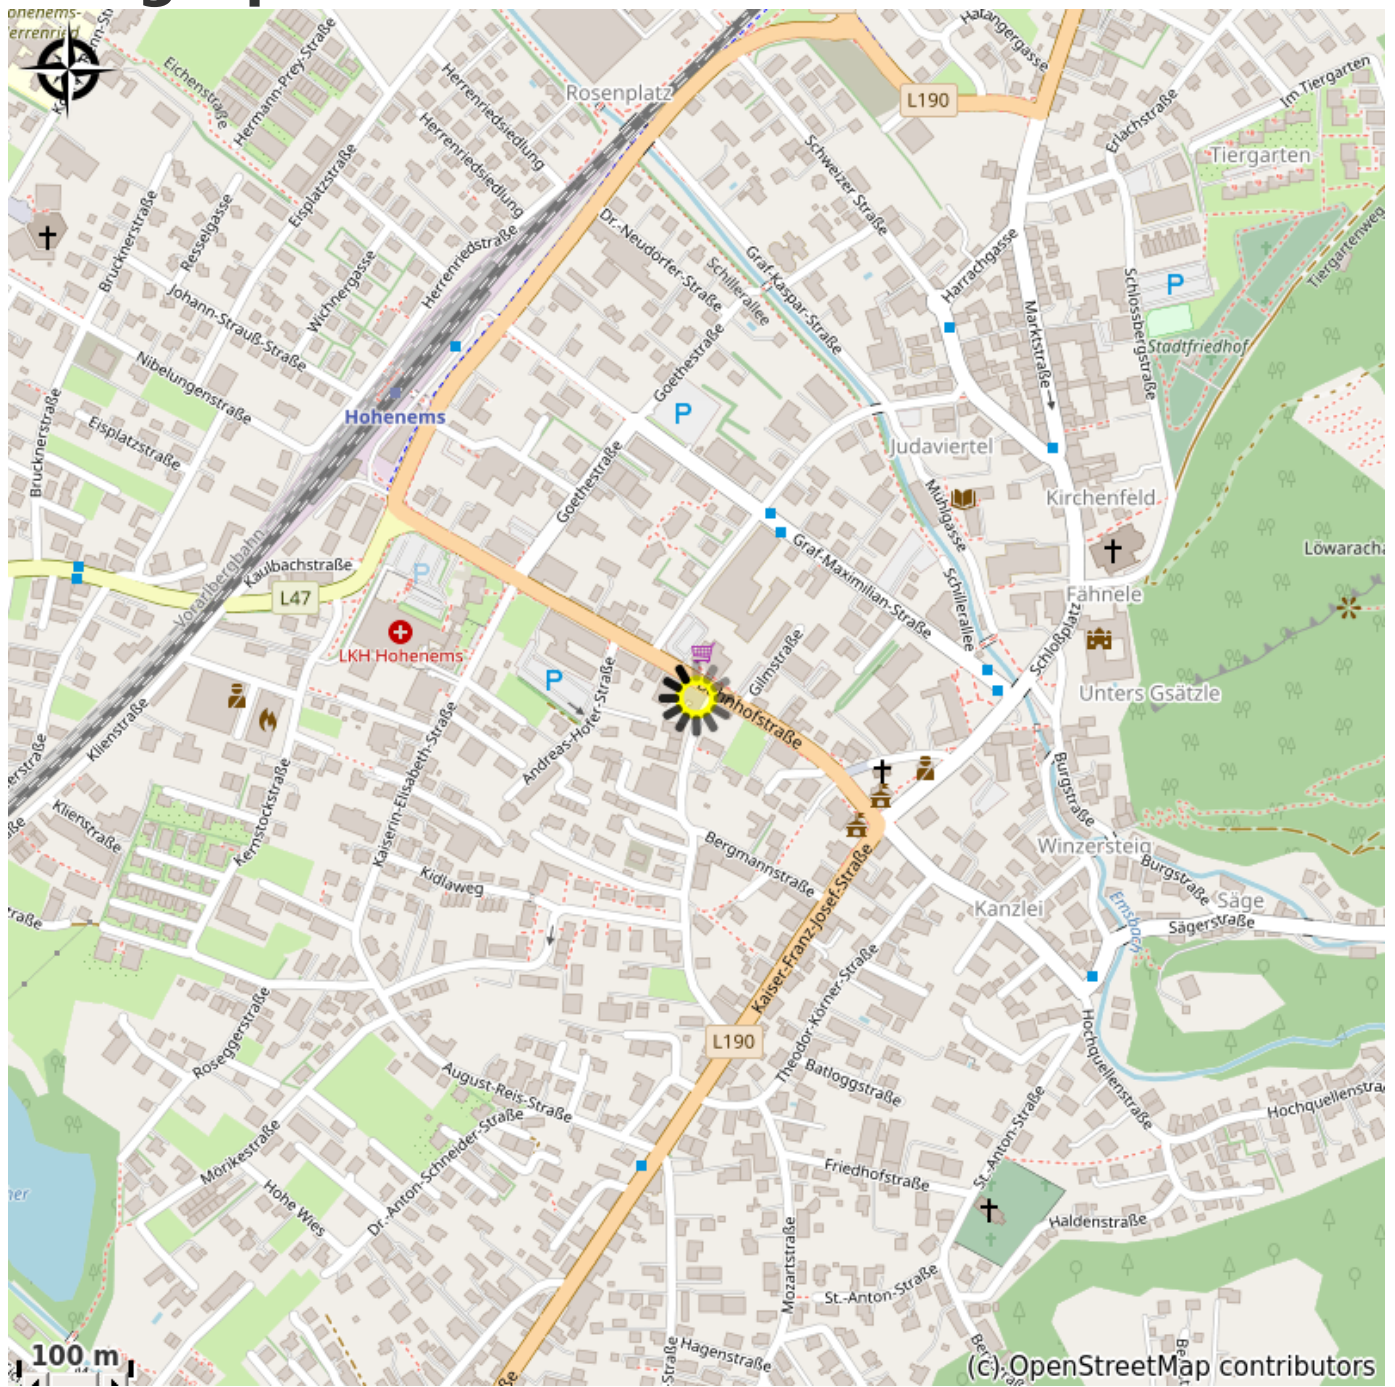 Rosenplatz
Hatangergasse
Im Tiergarten
Eichenstraße
Hermann-Prey-Straße
Herrenriedsiedlung
Herrenriedsiedlung
L190
Erlachstraße
Tiergarten
Schweizer Straße
Eisplatzstraße
Brucknerstraße
Resselgasse
Herrenriedstraße
Dr.-Neudorfer-Straße
Schillerallee
Graf-Kaspar-Straße
Harrachgasse
Tiergartenweg
Wichnergasse
Johann-Strauß-Straße
P
Marktstraße
Schlossbergstraße
Stadtfriedhof
Nibelungenstraße
Goethestraße
Hohenems
P
Eisplatzstraße
Brucknerstraße
Judaviertel
Goethestraße
Mühlgasse
Kirchenfeld
Vorarlbergbahn
Kaulbachstraße
P
Graf-Maximilian-Straße
Schillerallee
Löwarach
L47
Fähnele
LKH Hohenems
Schloßplatz
P
Gilmstraße
Unters Gsätzle
Klienstraße
Andreas-Hofer-Straße
Kaiserin-Elisabeth-Straße
Burgstraße
Klienstraße
Kernstockstraße
Bergmannstraße
Winzersteig
Burgstraße
Kidlaweg
Säge
Kanzlei
Emsbach
Sägerstraße
Kaiser-Franz-Josef-Straße
Theodor-Körner-Straße
Roseggerstraße
L190
Hochquellenstraße
Batloggstraße
August-Reis-Straße
St.-Anton-Straße
Mörikestraße
Dr.-Anton-Schneider-Straße
Friedhofstraße
Hohe Wies
Haldenstraße
Mozartstraße
St.-Anton-Straße
Hagenstraße
100 m
(c) OpenStreetMap contributors